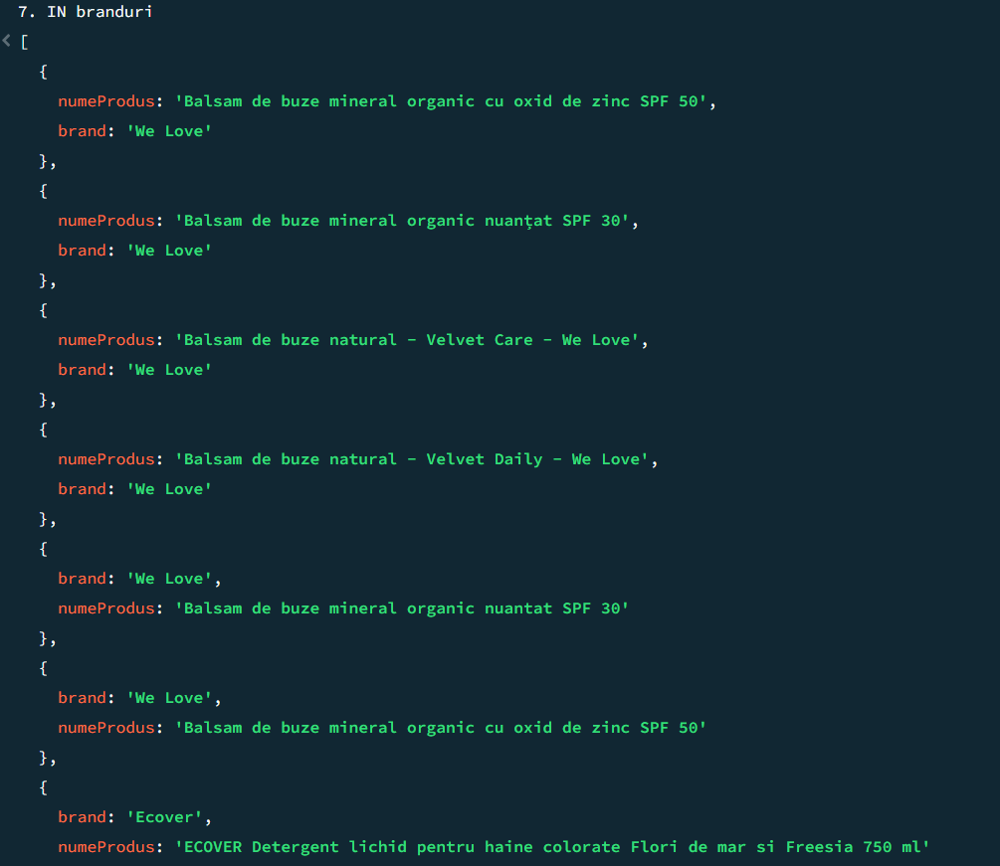 7. IN branduri
< [
{
numeProdus: 'Balsam de buze mineral organic cu oxid de zinc SPF 50',
brand: 'We Love'
},
{
numeProdus: 'Balsam de buze mineral organic nuanțat SPF 30',
brand: 'We Love'
},
{
numeProdus: 'Balsam de buze natural – Velvet Care – We Love',
brand: 'We Love'
},
{
numeProdus: 'Balsam de buze natural – Velvet Daily – We Love',
brand: 'We Love'
},
{
brand: 'We Love',
numeProdus: 'Balsam de buze mineral organic nuantat SPF 30'
},
{
brand: 'We Love',
numeProdus: 'Balsam de buze mineral organic cu oxid de zinc SPF 50'
},
{
brand: 'Ecover',
numeProdus: 'ECOVER Detergent lichid pentru haine colorate Flori de mar si Freesia 750 ml'